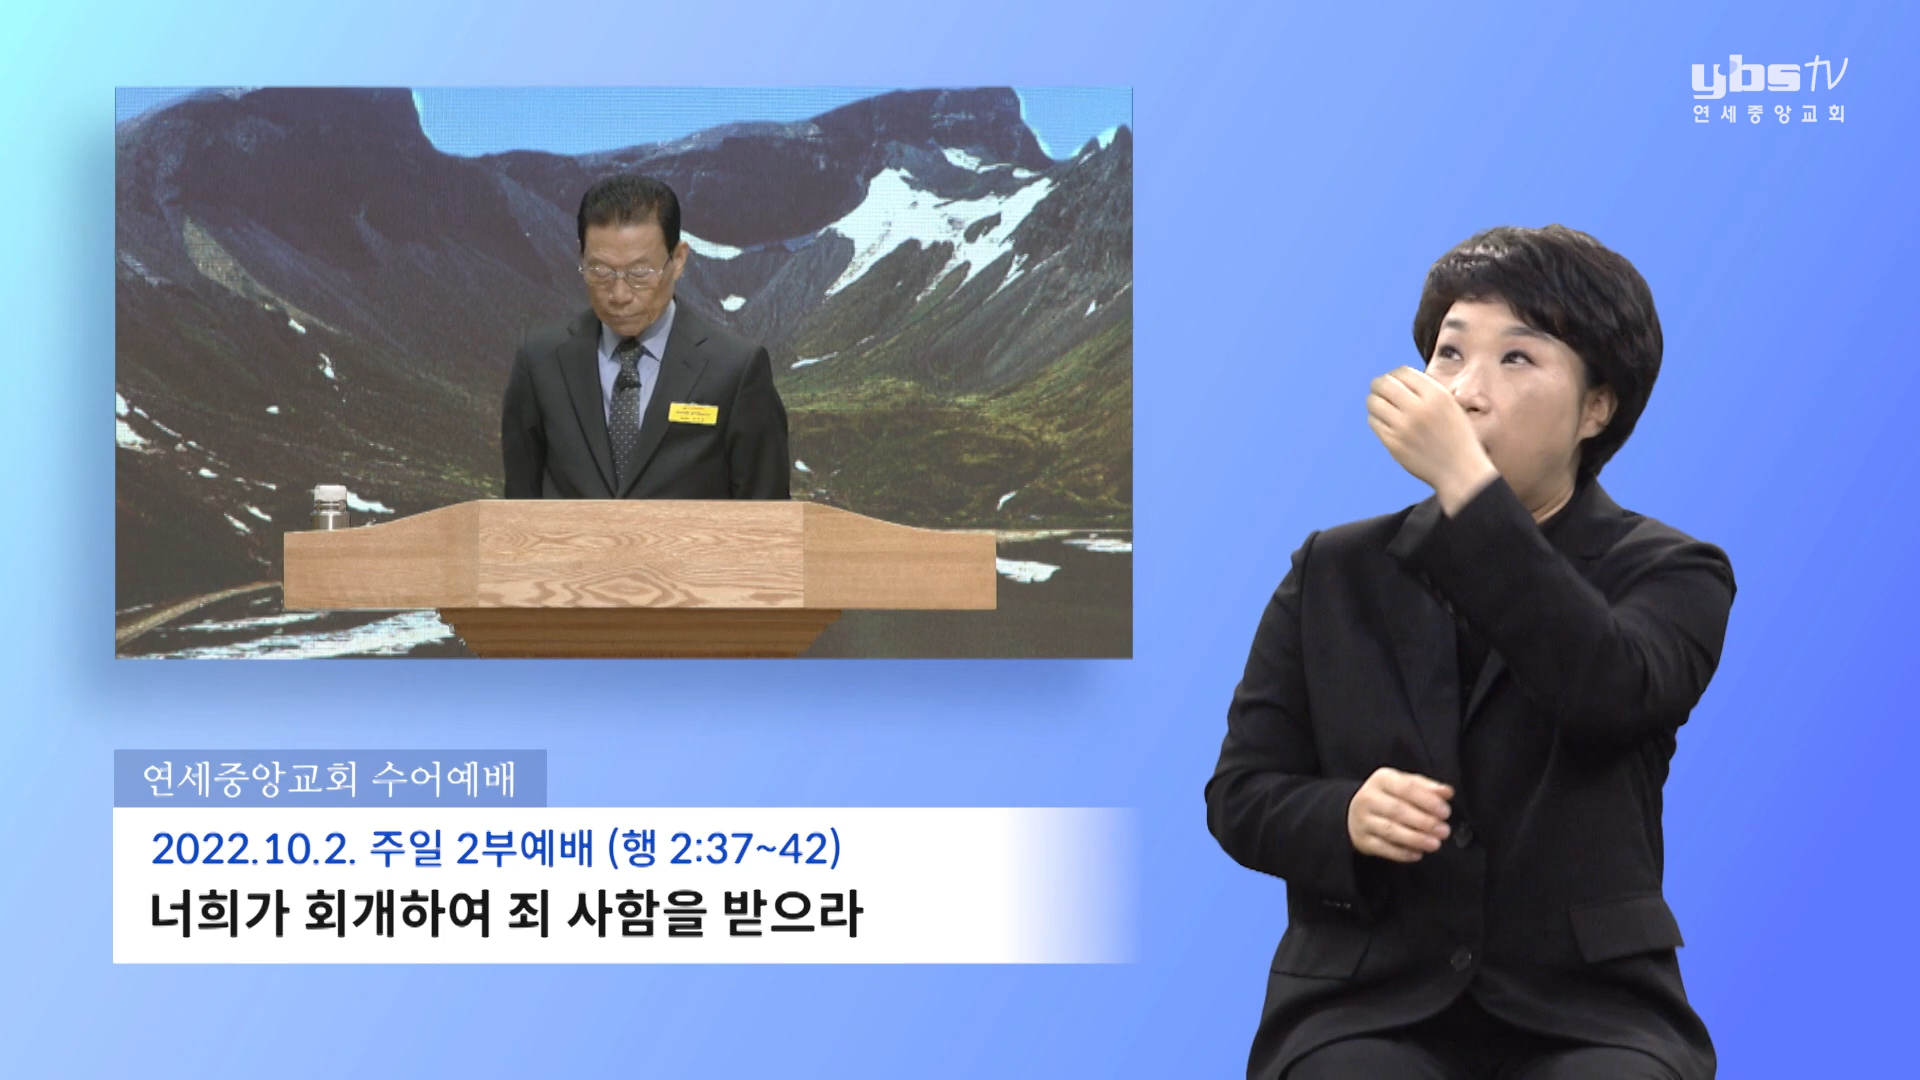 ybstv
연세중앙교회
연세중앙교회 수어예배
2022.10.2. 주일 2부예배 (행 2:37~42)
너희가 회개하여 죄 사함을 받으라